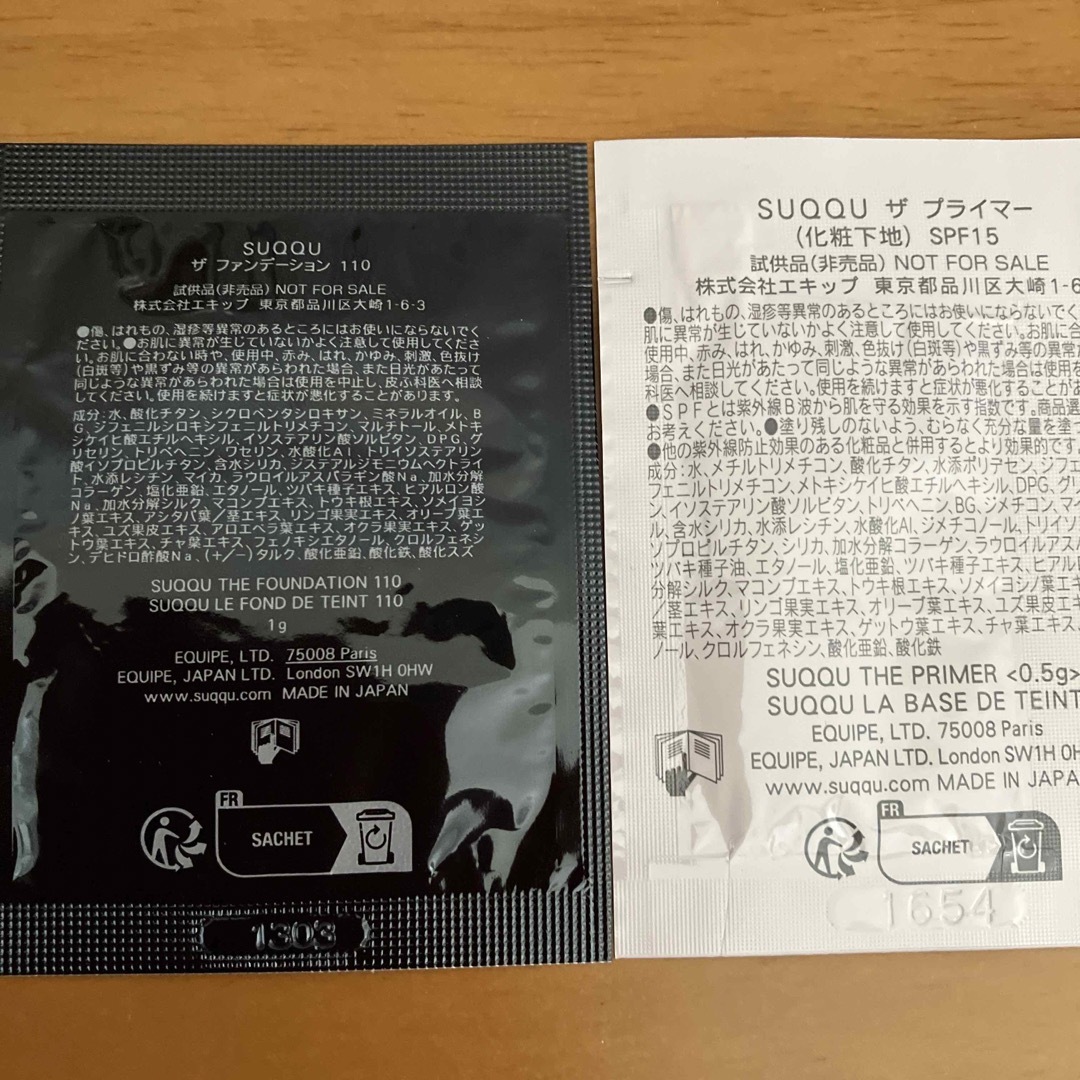 SUQQU
ザ ファンデーション 110
試供品(非売品) NOT FOR SALE
株式会社エキップ 東京都品川区大崎1-6-3
●傷、はれもの、湿疹等異常のあるところにはお使いにならないでく
ださい。●お肌に異常が生じていないかよく注意して使用してくださ
い。お肌に合わない時や、使用中、赤み、はれ、かゆみ、刺激、色抜け
(白斑等)や黒ずみ等の異常があらわれた場合、また日光があたって
同じような異常があらわれた場合は使用を中止し、皮ふ科医へ相談
してください。使用を続けますと症状が悪化することがあります。
成分:水、酸化チタン、シクロペンタシロキサン、ミネラルオイル、B
G、ジフェニルシロキシフェニルトリメチコン、マルチトール、メトキ
シケイヒ酸エチルヘキシル、イソステアリン酸ソルビタン、DPG、グ
リセリン、トリベヘニン、ワセリン、水酸化Al、トリイソステアリン
酸イソプロピルチタン、含水シリカ、ジステアルジモニウムヘクトライ
ト、水添レシチン、マイカ、ラウロイルアスパラギン酸Na、加水分解
コラーゲン、塩化亜鉛、エタノール、ツバキ種子エキス、ヒアルロン酸
Na、加水分解シルク、マコンブエキス、トウキ根エキス、ソメイヨシ
ノ葉エキス、アシタバ葉/茎エキス、リンゴ果実エキス、オリーブ葉エ
キス、ユズ果皮エキス、アロエベラ葉エキス、オクラ果実エキス、ゲッ
トウ葉エキス、チャ葉エキス、フェノキシエタノール、クロルフェネシ
ン、デヒドロ酢酸Na、(+/−)タルク、酸化亜鉛、酸化鉄、酸化スズ
SUQQU THE FOUNDATION 110
SUQQU LE FOND DE TEINT 110
1g
EQUIPE, LTD. 75008 Paris
EQUIPE, JAPAN LTD. London SW1H 0HW
www.suqqu.com MADE IN JAPAN
FR
SACHET
1303
SUQQU ザ プライマー
(化粧下地) SPF15
試供品(非売品) NOT FOR SALE
株式会社エキップ 東京都品川区大崎1-6
●傷、はれもの、湿疹等異常のあるところにはお使いにならないでく
肌に異常が生じていないかよく注意して使用してください。お肌に合
使用中、赤み、はれ、かゆみ、刺激、色抜け(白斑等)や黒ずみ等の異常
場合、また日光があたって同じような異常があらわれた場合は使用を
科医へ相談してください。使用を続けますと症状が悪化することがあ
●SPFとは紫外線B波から肌を守る効果を示す指数です。商品選
お考えください。●塗り残しのないよう、むらなく充分な量を塗っ
●他の紫外線防止効果のある化粧品と併用するとより効果的です。
成分:水、メチルトリメチコン、酸化チタン、水添ポリデセン、ジフェ
フェニルトリメチコン、メトキシケイヒ酸エチルヘキシル、DPG、グリ
、イソステアリン酸ソルビタン、トリベヘニン、BG、ジメチコン、マイ
ル、含水シリカ、水添レシチン、水酸化Al、ジメチコノール、トリイソ
ソプロピルチタン、シリカ、加水分解コラーゲン、ラウロイルアスパ
ツバキ種子油、エタノール、塩化亜鉛、ツバキ種子エキス、ヒアルロ
分解シルク、マコンブエキス、トウキ根エキス、ソメイヨシノ葉エキ
/茎エキス、リンゴ果実エキス、オリーブ葉エキス、ユズ果皮エキ
葉エキス、オクラ果実エキス、ゲットウ葉エキス、チャ葉エキス、
ノール、クロルフェネシン、酸化亜鉛、酸化鉄
SUQQU THE PRIMER <0.5g>
SUQQU LA BASE DE TEINT
EQUIPE, LTD. 75008 Paris
EQUIPE, JAPAN LTD. London SW1H 0H
www.suqqu.com MADE IN JAPA
FR
SACHET
1654